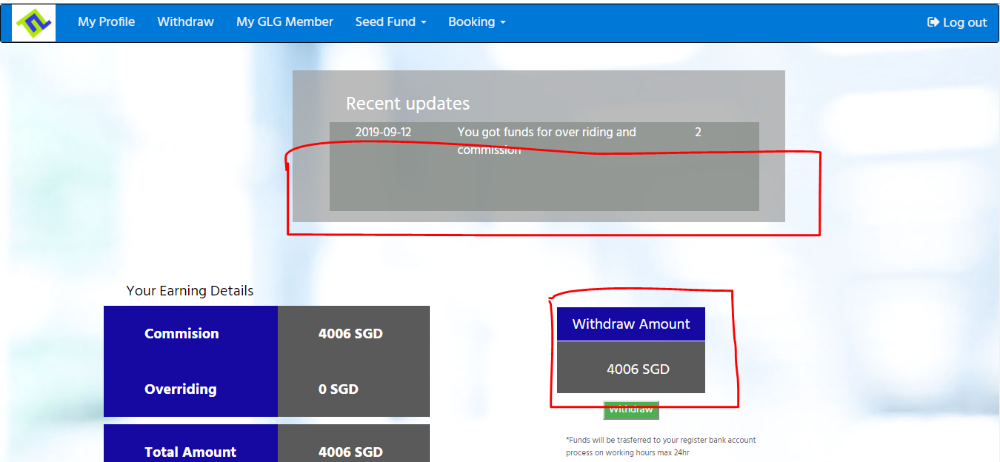 My Profile Withdraw My GLG Member Seed Fund Booking Log out
Recent updates
2019-09-12 You got funds for over riding and 2
commission
Your Earning Details
Commision 4006 SGD
Overriding 0 SGD
Total Amount 4006 SGD
Withdraw Amount
4006 SGD
Withdraw
*Funds will be trasferred to your register bank account
process on working hours max 24hr